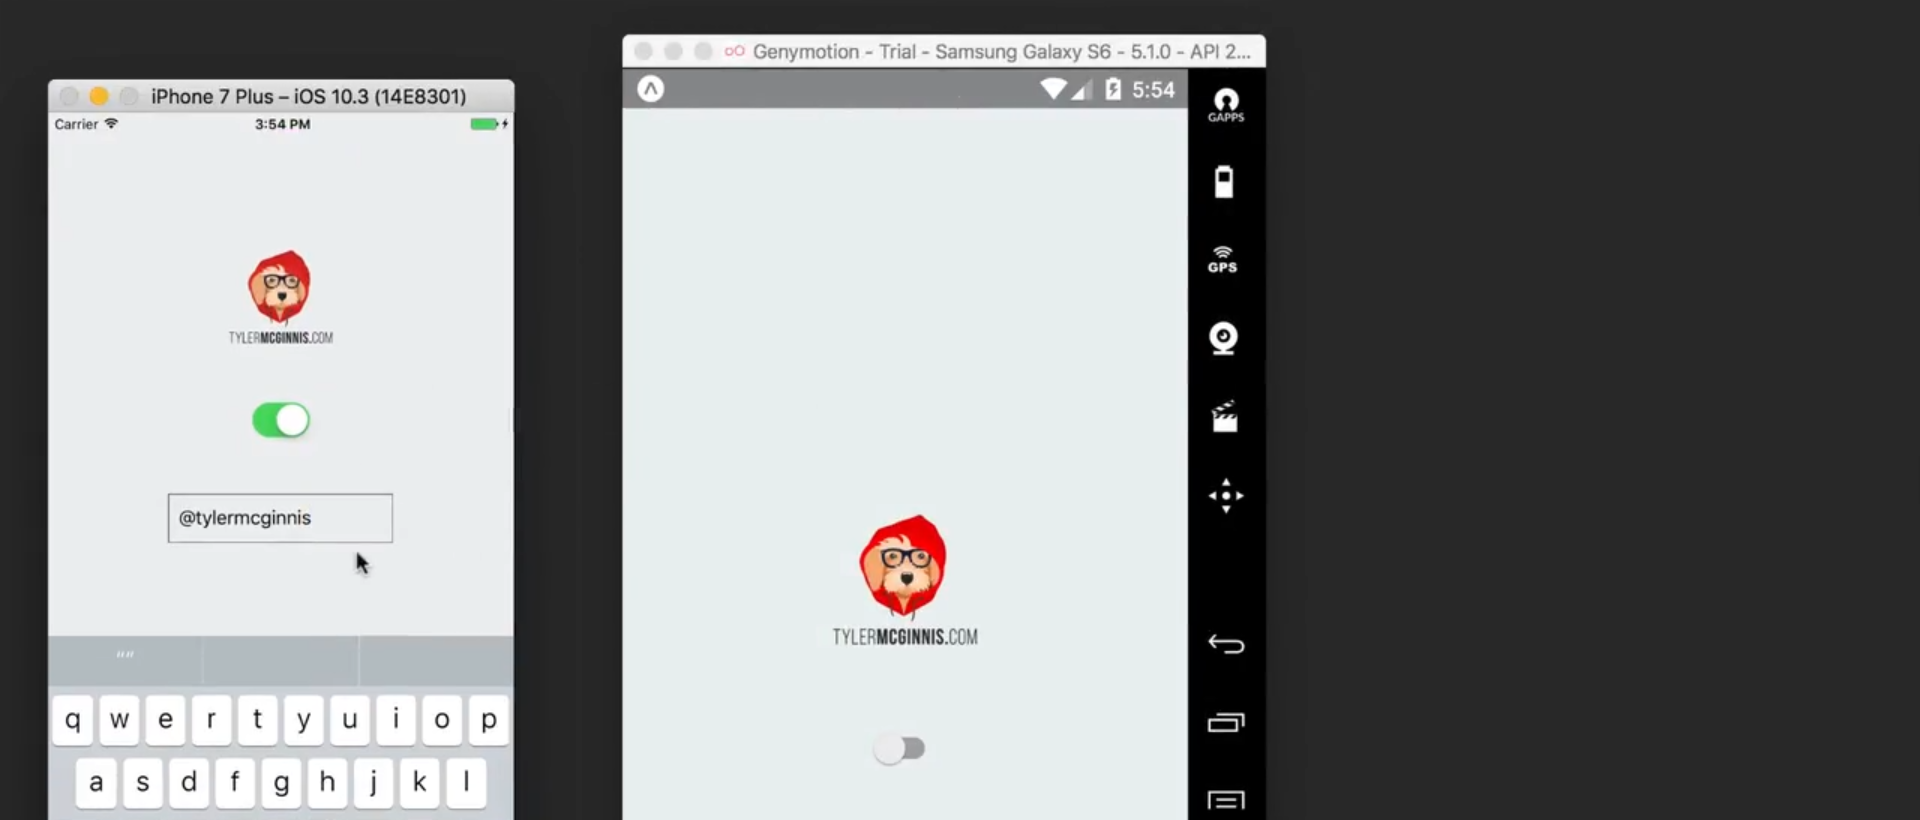 Genymotion - Trial - Samsung Galaxy S6 - 5.1.0 - API 2...
iPhone 7 Plus – iOS 10.3 (14E8301)
5:54
Carrier
3:54 PM
GAPPS
GPS
TYLERMCGINNIS.COM
@tylermcginnis
TYLERMCGINNIS.COM
“”
q w e r t y u i o p
a s d f g h j k l